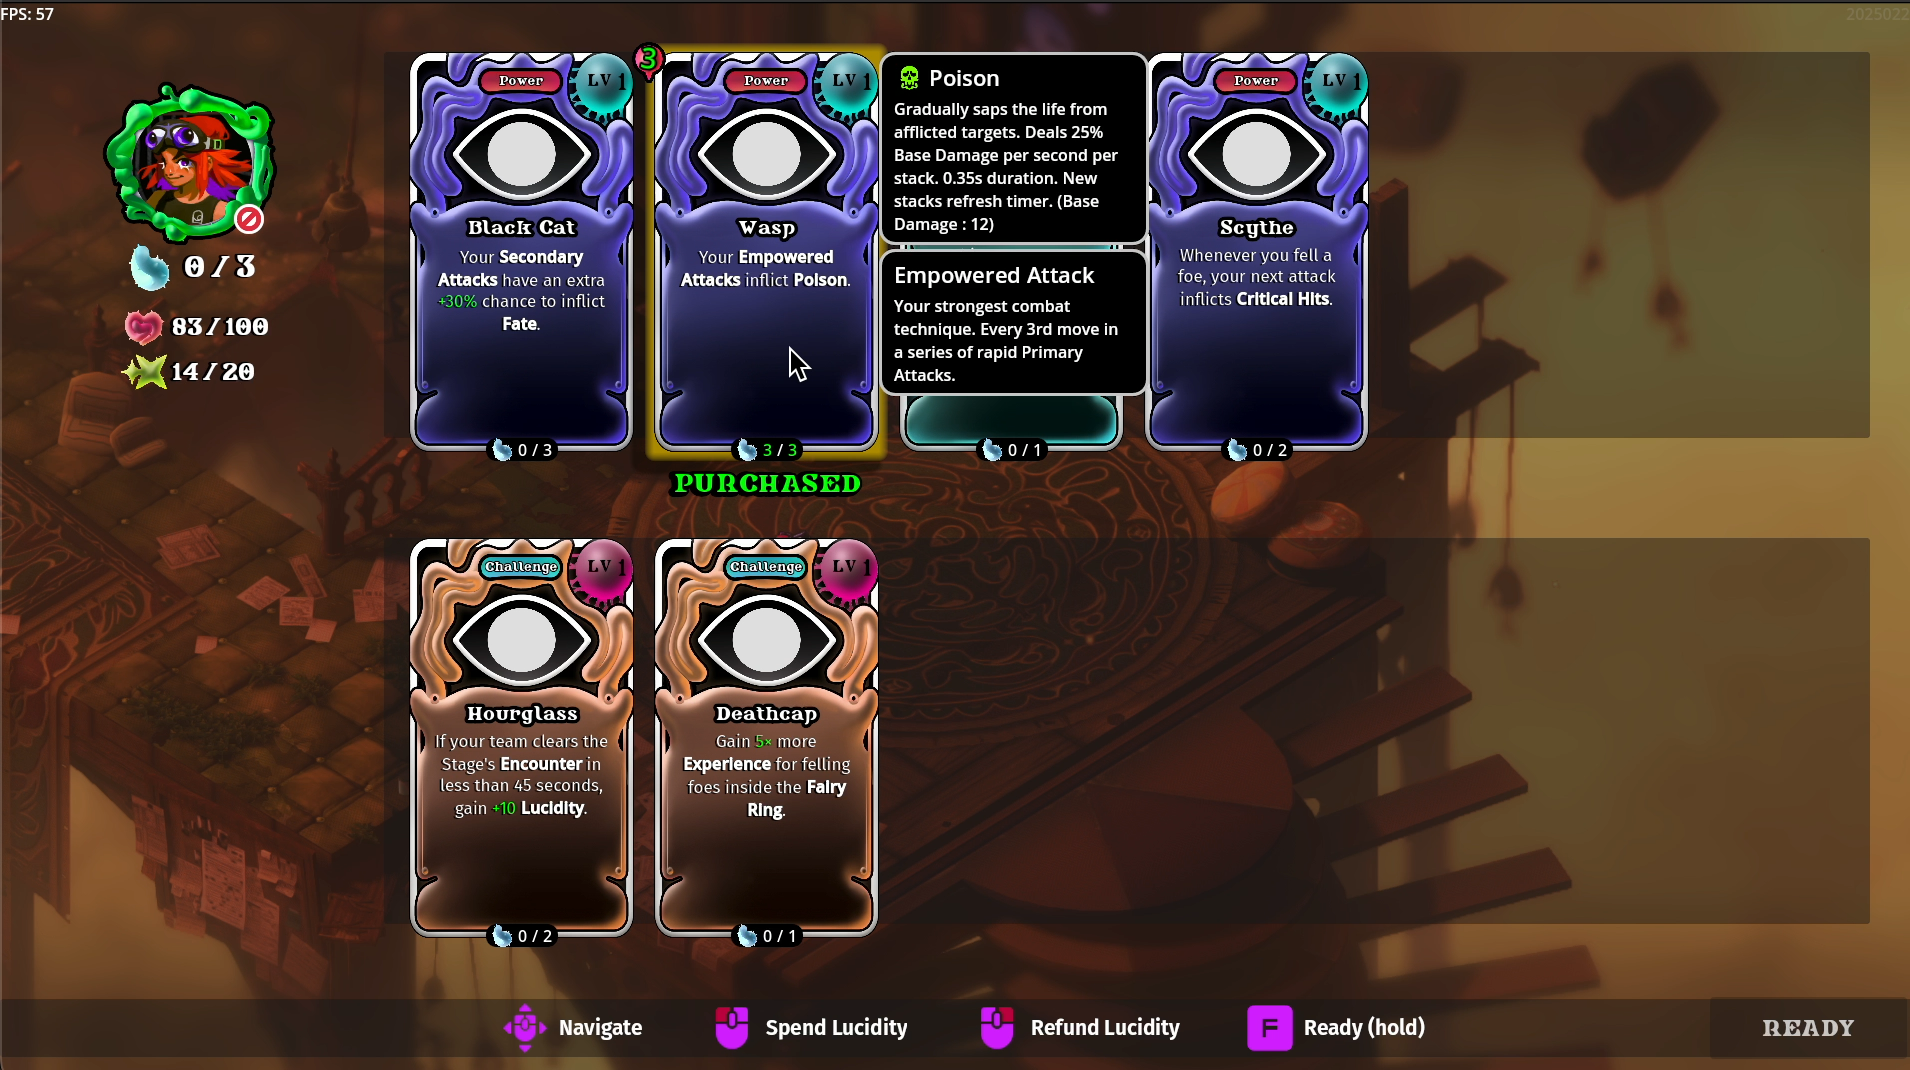 FPS: 57
2025022
0 / 3
83/100
14/20
Power
LV 1
Black Cat
Your Secondary
Attacks have an extra
+30% chance to inflict
Fate.
0 / 3
3
Power
LV 1
Wasp
Your Empowered
Attacks inflict Poison.
3 / 3
PURCHASED
Poison
Gradually saps the life from
afflicted targets. Deals 25%
Base Damage per second per
stack. 0.35s duration. New
stacks refresh timer. (Base
Damage : 12)
Empowered Attack
Your strongest combat
technique. Every 3rd move in
a series of rapid Primary
Attacks.
0 / 1
Power
LV 1
Scythe
Whenever you fell a
foe, your next attack
inflicts Critical Hits.
0 / 2
Challenge
LV 1
Hourglass
If your team clears the
Stage's Encounter in
less than 45 seconds,
gain +10 Lucidity.
0 / 2
Challenge
LV 1
Deathcap
Gain 5× more
Experience for felling
foes inside the Fairy
Ring.
0 / 1
Navigate
Spend Lucidity
Refund Lucidity
F
Ready (hold)
READY